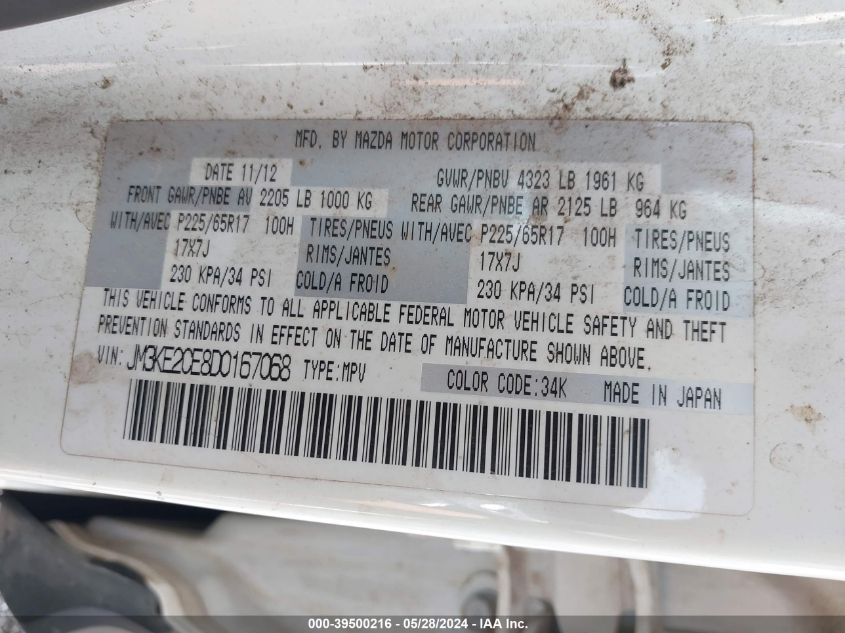 MFD. BY MAZDA MOTOR CORPORATION
DATE 11/12 GVWR/PNBV 4323 LB 1961 KG
FRONT GAWR/PNBE AV 2205 LB 1000 KG REAR GAWR/PNBE AR 2125 LB 964 KG
WITH/AVEC P225/65R17 100H TIRES/PNEUS WITH/AVEC P225/65R17 100H TIRES/PNEUS
17X7J RIMS/JANTES 17X7J RIMS/JANTES
230 KPA/34 PSI COLD/A FROID 230 KPA/34 PSI COLD/A FROID
THIS VEHICLE CONFORMS TO ALL APPLICABLE FEDERAL MOTOR VEHICLE SAFETY AND THEFT
PREVENTION STANDARDS IN EFFECT ON THE DATE OF MANUFACTURE SHOWN ABOVE.
VIN: JM3KE2CE8D0167068 TYPE:MPV COLOR CODE:34K MADE IN JAPAN
000-39500216 - 05/28/2024 - IAA Inc.